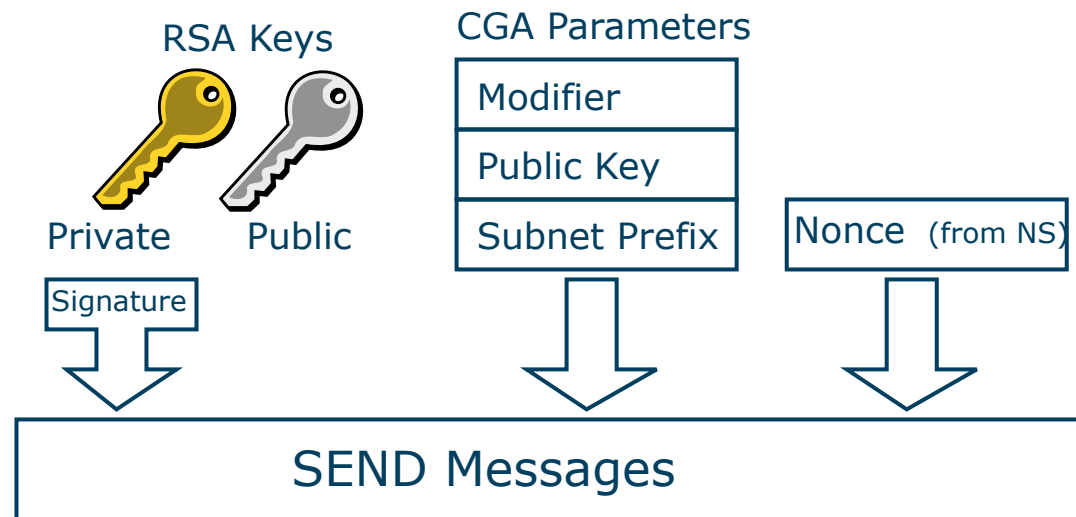 RSA Keys
Private
Public
Signature
CGA Parameters
Modifier
Public Key
Subnet Prefix
Nonce (from NS)
SEND Messages